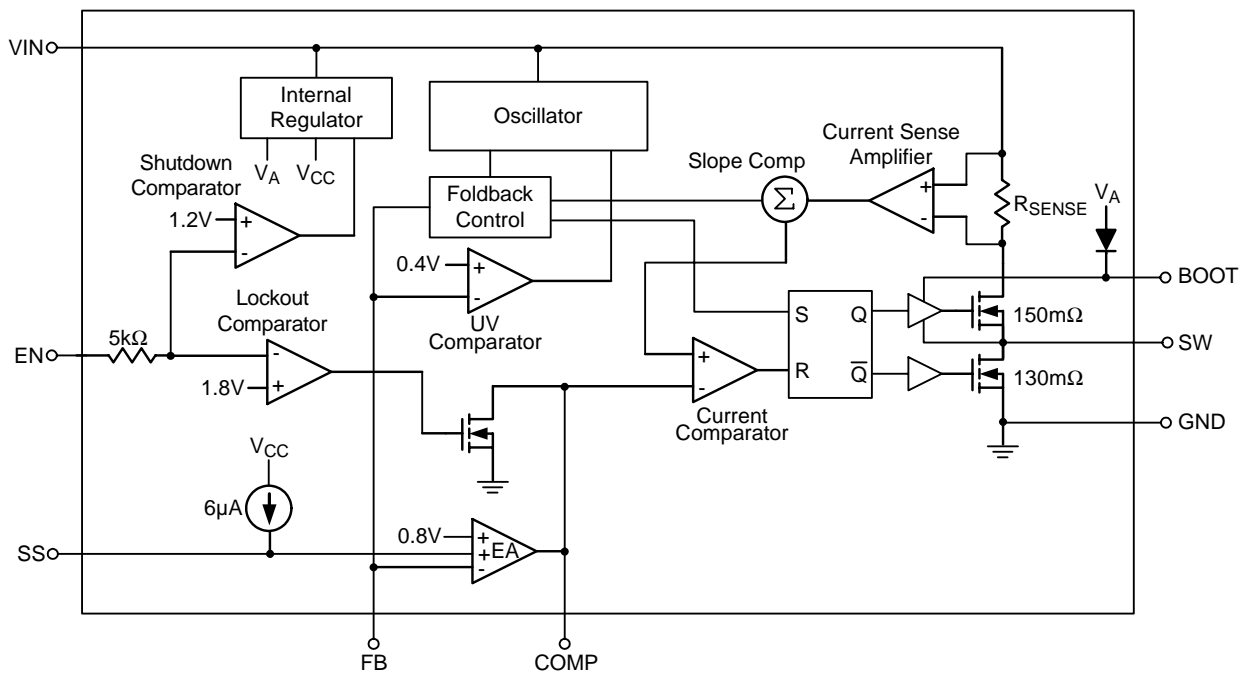 VIN
Internal
Regulator
Oscillator
Current Sense
Amplifier
Shutdown
Comparator
VA
VCC
Slope Comp
Foldback
Control
Σ
+
-
RSENSE
VA
1.2V
+
-
0.4V
+
-
BOOT
Lockout
Comparator
UV
Comparator
S
Q
150mΩ
5kΩ
EN
-
+
1.8V
+
-
R
Q̅
SW
130mΩ
Current
Comparator
GND
VCC
6µA
0.8V
+
+
-
EA
SS
FB
COMP